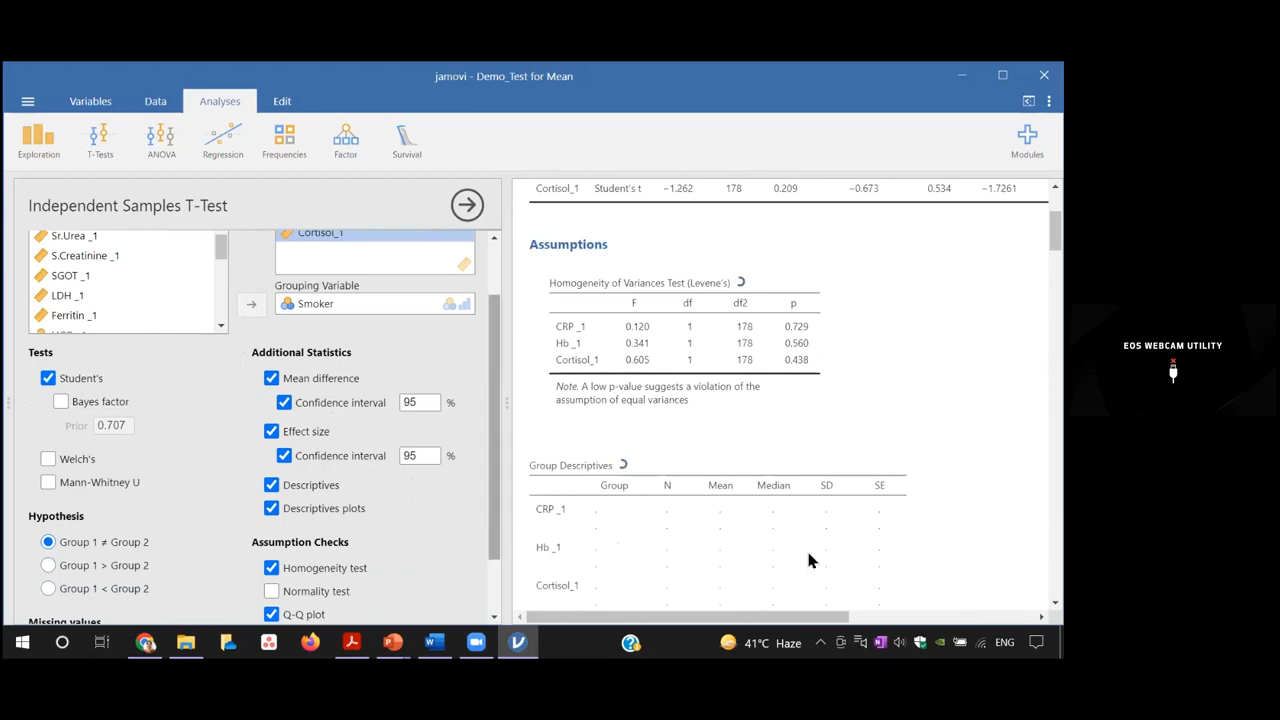 jamovi - Demo_Test for Mean
Variables Data Analyses Edit
Exploration T-Tests ANOVA Regression Frequencies Factor Survival Modules
Independent Samples T-Test
Sr.Urea _1
S.Creatinine _1
SGOT _1
LDH _1
Ferritin _1
Cortisol_1
Grouping Variable
Smoker
Tests
Student's
Bayes factor
Prior 0.707
Welch's
Mann-Whitney U
Hypothesis
Group 1 ≠ Group 2
Group 1 > Group 2
Group 1 < Group 2
Missing values
Additional Statistics
Mean difference
Confidence interval 95 %
Effect size
Confidence interval 95 %
Descriptives
Descriptives plots
Assumption Checks
Homogeneity test
Normality test
Q-Q plot
Cortisol_1 Student's t −1.262 178 0.209 −0.673 0.534 −1.7261
Assumptions
Homogeneity of Variances Test (Levene's)
F df df2 p
CRP _1 0.120 1 178 0.729
Hb _1 0.341 1 178 0.560
Cortisol_1 0.605 1 178 0.438
Note. A low p-value suggests a violation of the
assumption of equal variances
Group Descriptives
Group N Mean Median SD SE
CRP _1 . . . . . .
. . . . . .
Hb _1 . . . . . .
. . . . . .
Cortisol_1 . . . . . .
. . . . . .
41°C Haze ENG
EOS WEBCAM UTILITY